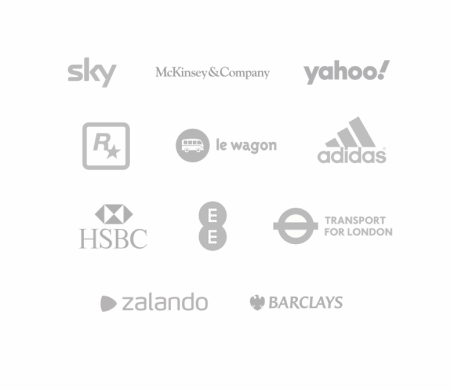 sky
McKinsey&Company
yahoo!
R
le wagon
adidas
HSBC
E
E
TRANSPORT
FOR LONDON
zalando
BARCLAYS